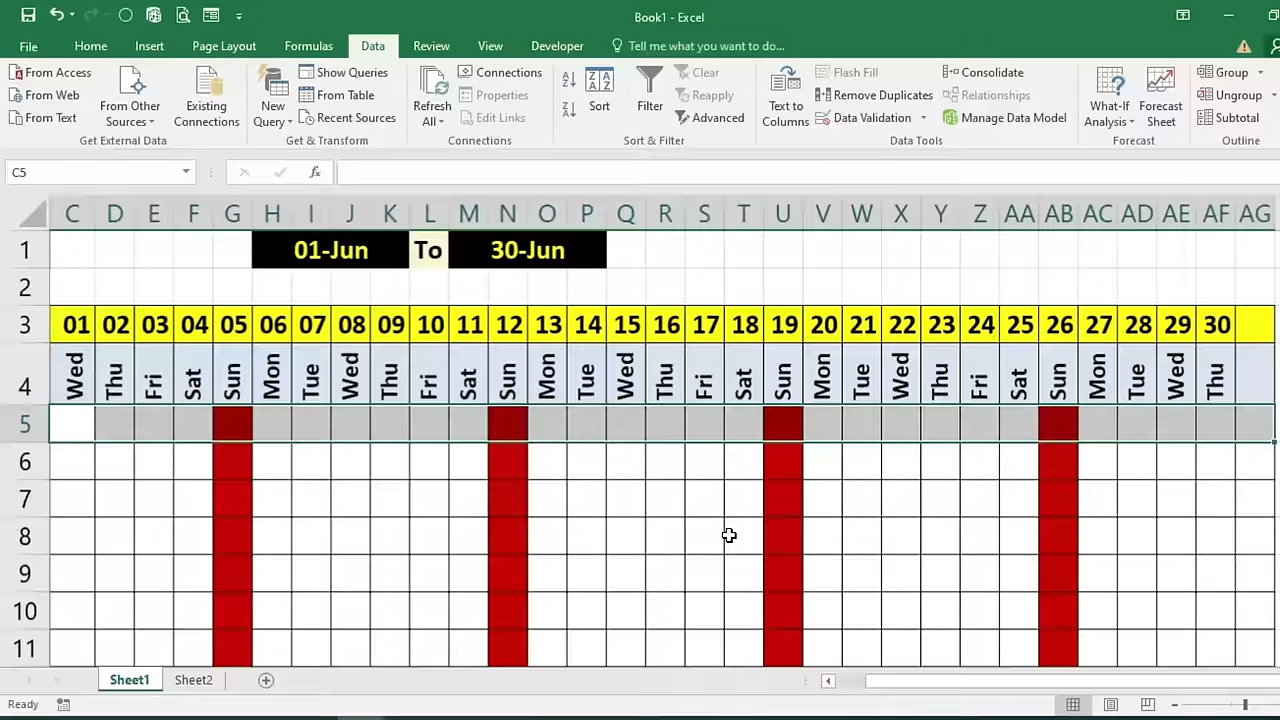 Book1 - Excel
File Home Insert Page Layout Formulas Data Review View Developer Tell me what you want to do...
From Access
From Web
From Text
From Other Sources
Existing Connections
Get External Data
New Query
Show Queries
From Table
Recent Sources
Get & Transform
Refresh All
Connections
Properties
Edit Links
Connections
Sort
Filter
Clear
Reapply
Advanced
Sort & Filter
Text to Columns
Flash Fill
Remove Duplicates
Data Validation
Consolidate
Relationships
Manage Data Model
Data Tools
What-If Analysis
Forecast Sheet
Forecast
Group
Ungroup
Subtotal
Outline
C5 fx
C D E F G H I J K L M N O P Q R S T U V W X Y Z AA AB AC AD AE AF AG
1 01-Jun To 30-Jun
2
3 01 02 03 04 05 06 07 08 09 10 11 12 13 14 15 16 17 18 19 20 21 22 23 24 25 26 27 28 29 30
4 Wed Thu Fri Sat Sun Mon Tue Wed Thu Fri Sat Sun Mon Tue Wed Thu Fri Sat Sun Mon Tue Wed Thu Fri Sat Sun Mon Tue Wed Thu
5
6
7
8
9
10
11
Sheet1 Sheet2
Ready